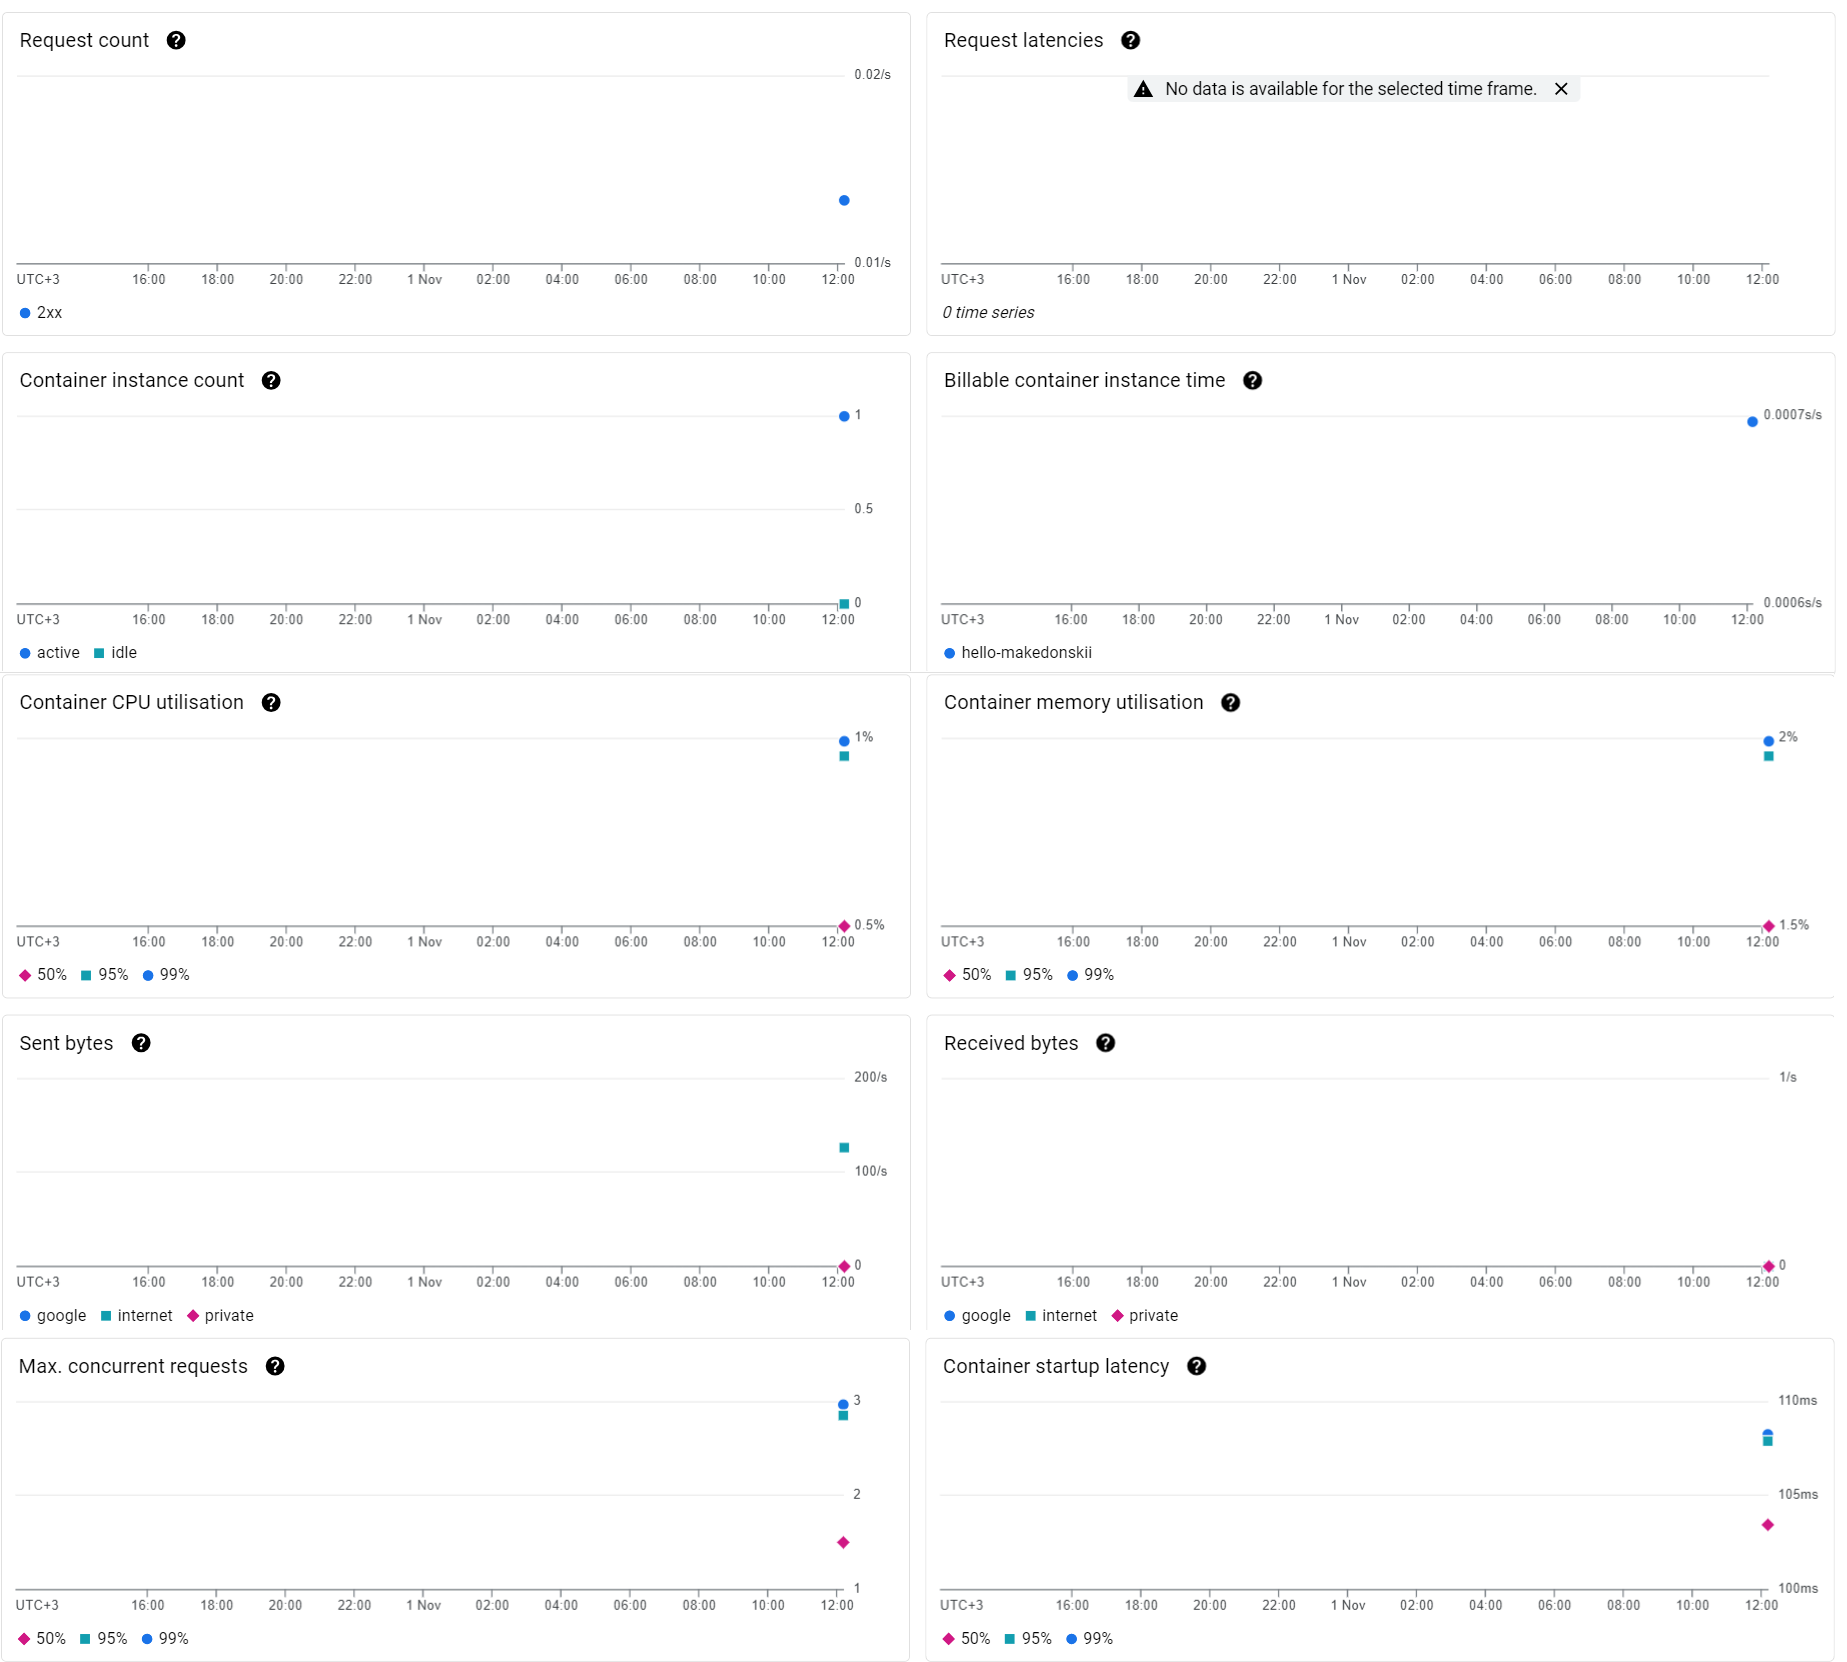 Request count
0.02/s
0.01/s
UTC+3 16:00 18:00 20:00 22:00 1 Nov 02:00 04:00 06:00 08:00 10:00 12:00
2xx
Request latencies
No data is available for the selected time frame.
UTC+3 16:00 18:00 20:00 22:00 1 Nov 02:00 04:00 06:00 08:00 10:00 12:00
0 time series
Container instance count
1
0.5
0
UTC+3 16:00 18:00 20:00 22:00 1 Nov 02:00 04:00 06:00 08:00 10:00 12:00
active idle
Billable container instance time
0.0007s/s
0.0006s/s
UTC+3 16:00 18:00 20:00 22:00 1 Nov 02:00 04:00 06:00 08:00 10:00 12:00
hello-makedonskii
Container CPU utilisation
1%
0.5%
UTC+3 16:00 18:00 20:00 22:00 1 Nov 02:00 04:00 06:00 08:00 10:00 12:00
50% 95% 99%
Container memory utilisation
2%
1.5%
UTC+3 16:00 18:00 20:00 22:00 1 Nov 02:00 04:00 06:00 08:00 10:00 12:00
50% 95% 99%
Sent bytes
200/s
100/s
0
UTC+3 16:00 18:00 20:00 22:00 1 Nov 02:00 04:00 06:00 08:00 10:00 12:00
google internet private
Received bytes
1/s
0
UTC+3 16:00 18:00 20:00 22:00 1 Nov 02:00 04:00 06:00 08:00 10:00 12:00
google internet private
Max. concurrent requests
3
2
1
UTC+3 16:00 18:00 20:00 22:00 1 Nov 02:00 04:00 06:00 08:00 10:00 12:00
50% 95% 99%
Container startup latency
110ms
105ms
100ms
UTC+3 16:00 18:00 20:00 22:00 1 Nov 02:00 04:00 06:00 08:00 10:00 12:00
50% 95% 99%